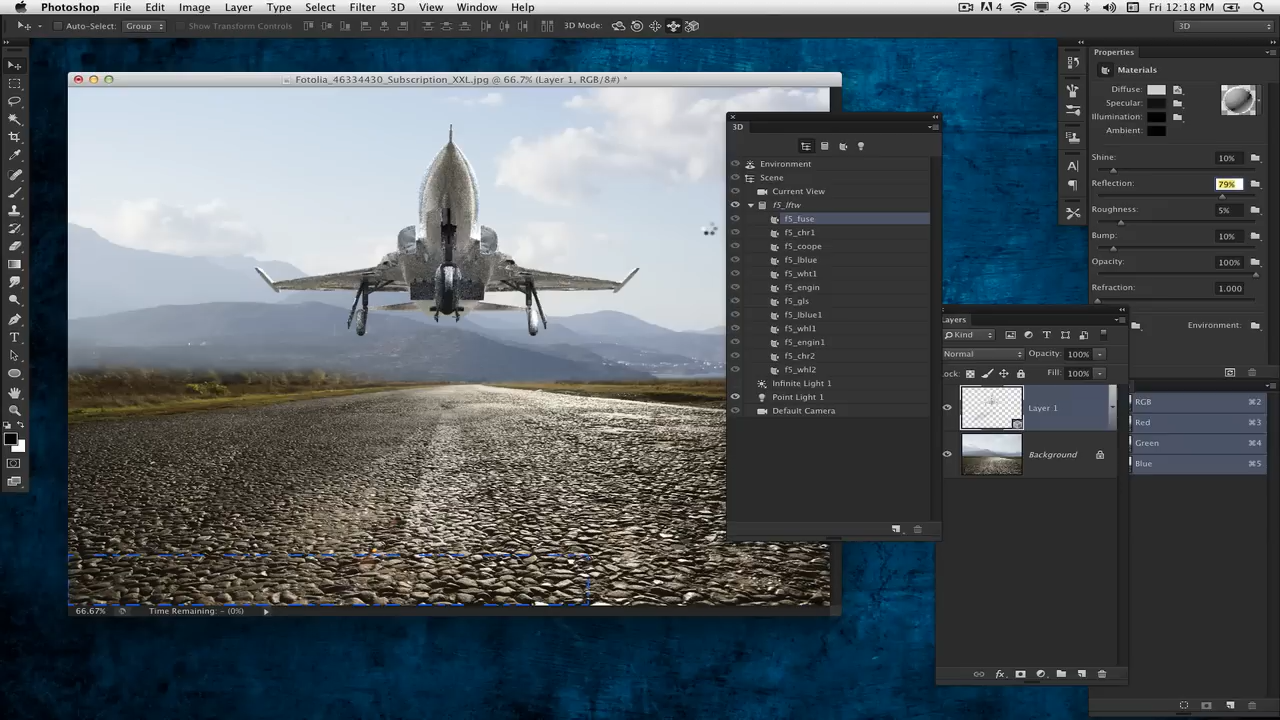 Photoshop File Edit Image Layer Type Select Filter 3D View Window Help 4 Fri 12:18 PM
Auto-Select: Group Show Transform Controls 3D Mode: 3D
Fotolia_46334430_Subscription_XXL.jpg @ 66.7% (Layer 1, RGB/8#) *
66.67% Time Remaining: - (0%)
3D
Environment
Scene
Current View
f5_lftw
f5_fuse
f5_chr1
f5_coope
f5_lblue
f5_wht1
f5_engin
f5_gls
f5_lblue1
f5_whl1
f5_engin1
f5_chr2
f5_whl2
Infinite Light 1
Point Light 1
Default Camera
Properties
Materials
Diffuse:
Specular:
Illumination:
Ambient:
Shine: 10%
Reflection: 79%
Roughness: 5%
Bump: 10%
Opacity: 100%
Refraction: 1.000
Environment:
Layers
Kind
Normal Opacity: 100%
Lock: Fill: 100%
Layer 1
Background
RGB ⌘2
Red ⌘3
Green ⌘4
Blue ⌘5